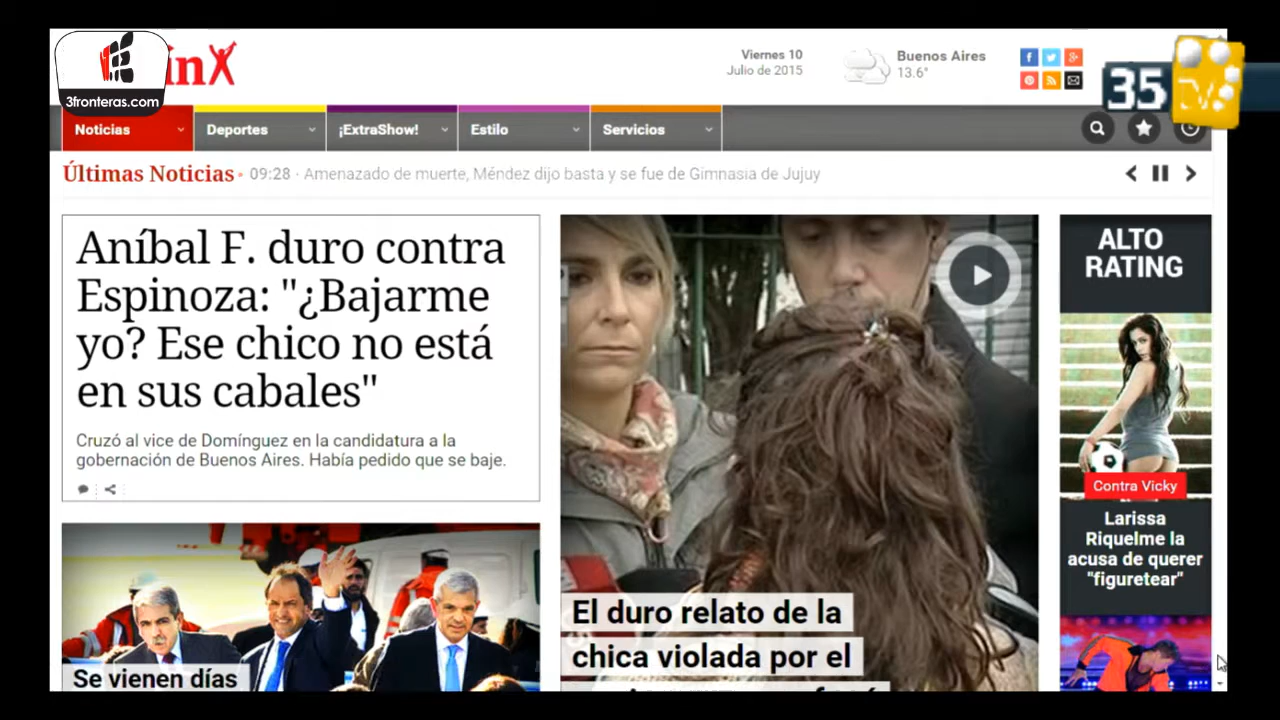 3fronteras.com
inX
Viernes 10
Julio de 2015
Buenos Aires
13.6°
35
Noticias
Deportes
¡ExtraShow!
Estilo
Servicios
Últimas Noticias
09:28 · Amenazado de muerte, Méndez dijo basta y se fue de Gimnasia de Jujuy
Aníbal F. duro contra
Espinoza: "¿Bajarme
yo? Ese chico no está
en sus cabales"
Cruzó al vice de Domínguez en la candidatura a la
gobernación de Buenos Aires. Había pedido que se baje.
Se vienen días
El duro relato de la
chica violada por el
ALTO
RATING
Contra Vicky
Larissa
Riquelme la
acusa de querer
"figuretear"